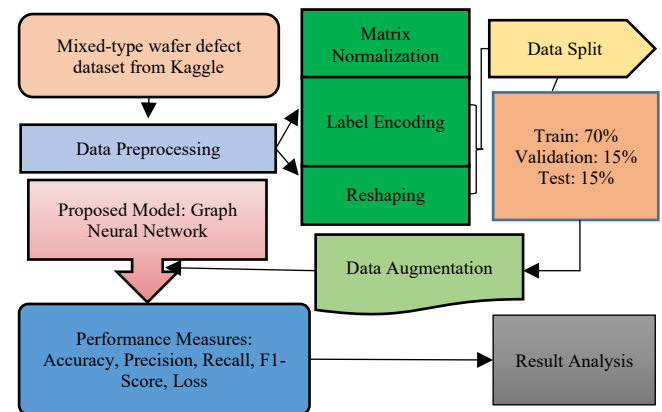 Mixed-type wafer defect
dataset from Kaggle
Data Preprocessing
Matrix
Normalization
Label Encoding
Reshaping
Data Split
Train: 70%
Validation: 15%
Test: 15%
Data Augmentation
Proposed Model: Graph
Neural Network
Performance Measures:
Accuracy, Precision, Recall, F1-
Score, Loss
Result Analysis